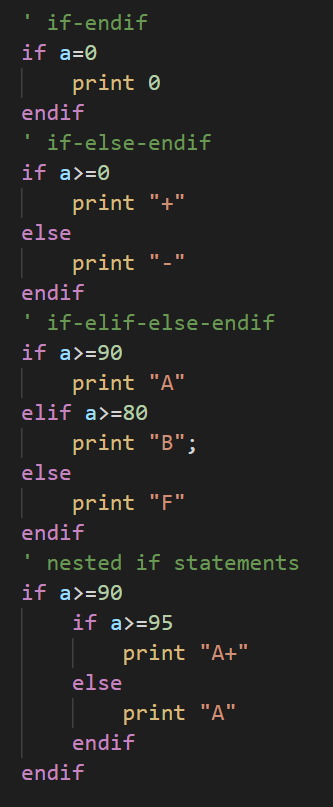 ' if-endif
if a=0
    print 0
endif
' if-else-endif
if a>=0
    print "+"
else
    print "-"
endif
' if-elif-else-endif
if a>=90
    print "A"
elif a>=80
    print "B";
else
    print "F"
endif
' nested if statements
if a>=90
    if a>=95
        print "A+"
    else
        print "A"
    endif
endif